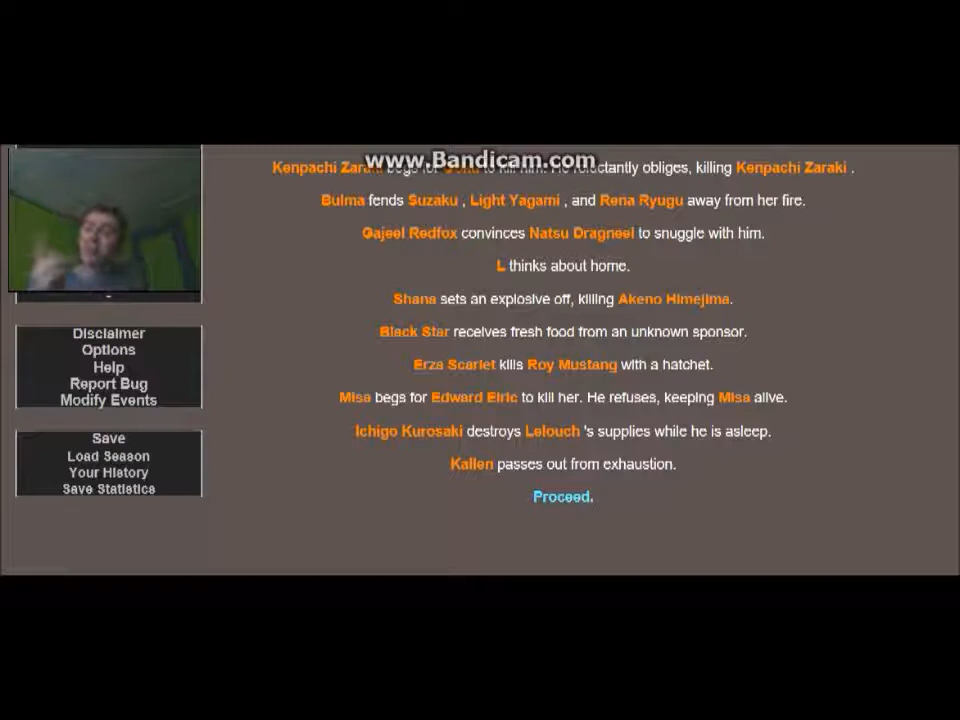 www.Bandicam.com
Kenpachi Zaraki begs for to kill him. He reluctantly obliges, killing Kenpachi Zaraki .
Bulma fends Suzaku , Light Yagami , and Rena Ryugu away from her fire.
Gajeel Redfox convinces Natsu Dragneel to snuggle with him.
L thinks about home.
Shana sets an explosive off, killing Akeno Himejima.
Black Star receives fresh food from an unknown sponsor.
Erza Scarlet kills Roy Mustang with a hatchet.
Misa begs for Edward Elric to kill her. He refuses, keeping Misa alive.
Ichigo Kurosaki destroys Lelouch 's supplies while he is asleep.
Kallen passes out from exhaustion.
Proceed.
Disclaimer
Options
Help
Report Bug
Modify Events
Save
Load Season
Your History
Save Statistics